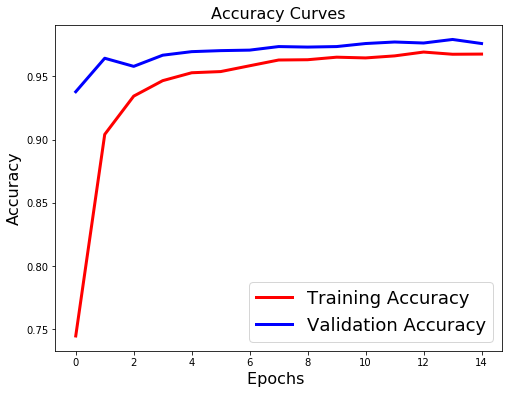 Accuracy Curves
Accuracy
0.95
0.90
0.85
0.80
0.75
Training Accuracy
Validation Accuracy
0 2 4 6 8 10 12 14
Epochs